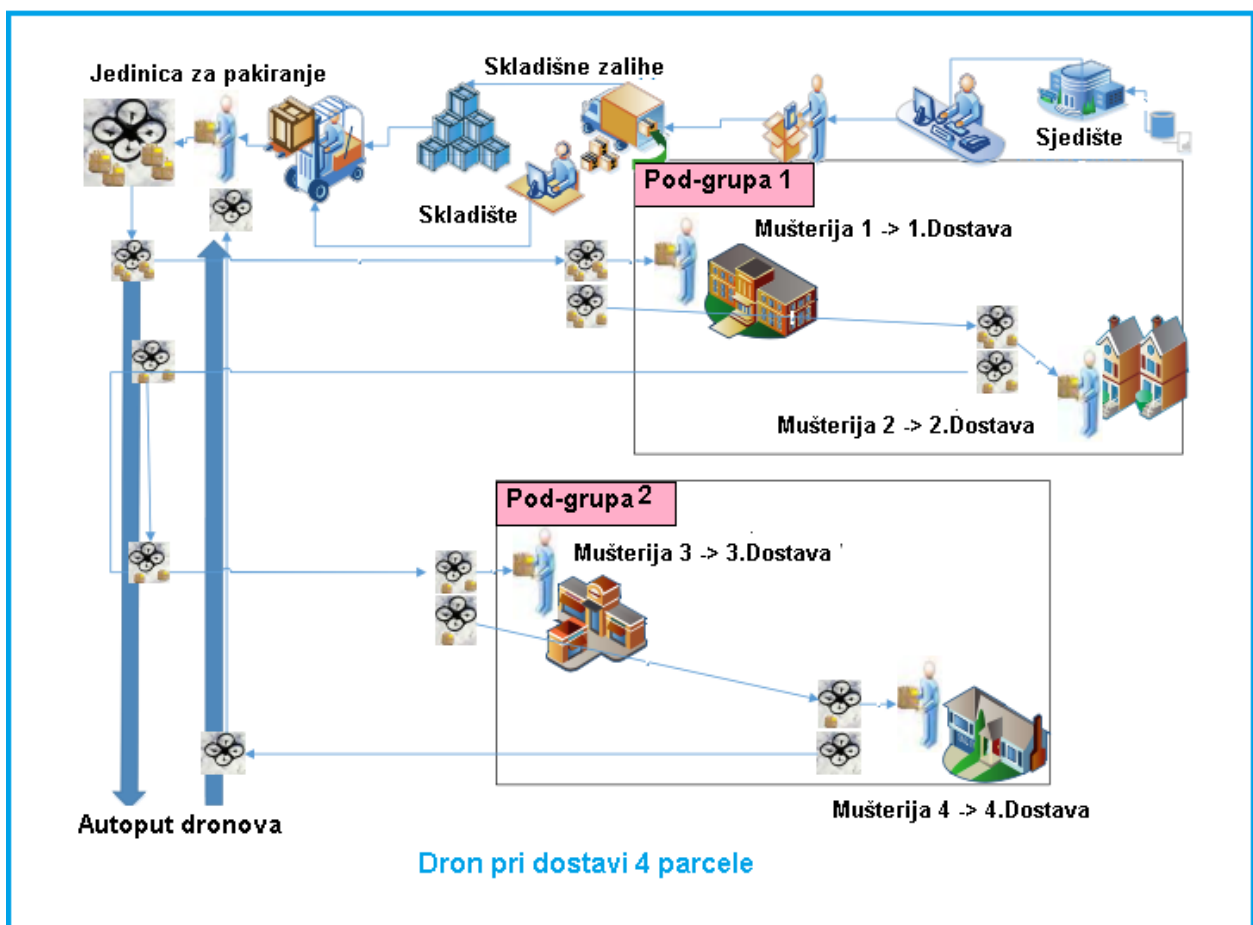 Jedinica za pakiranje
Skladišne zalihe
Sjedište
Skladište
Pod-grupa 1
Mušterija 1 -> 1.Dostava
Mušterija 2 -> 2.Dostava
Pod-grupa 2
Mušterija 3 -> 3.Dostava
Mušterija 4 -> 4.Dostava
Autoput dronova
Dron pri dostavi 4 parcele